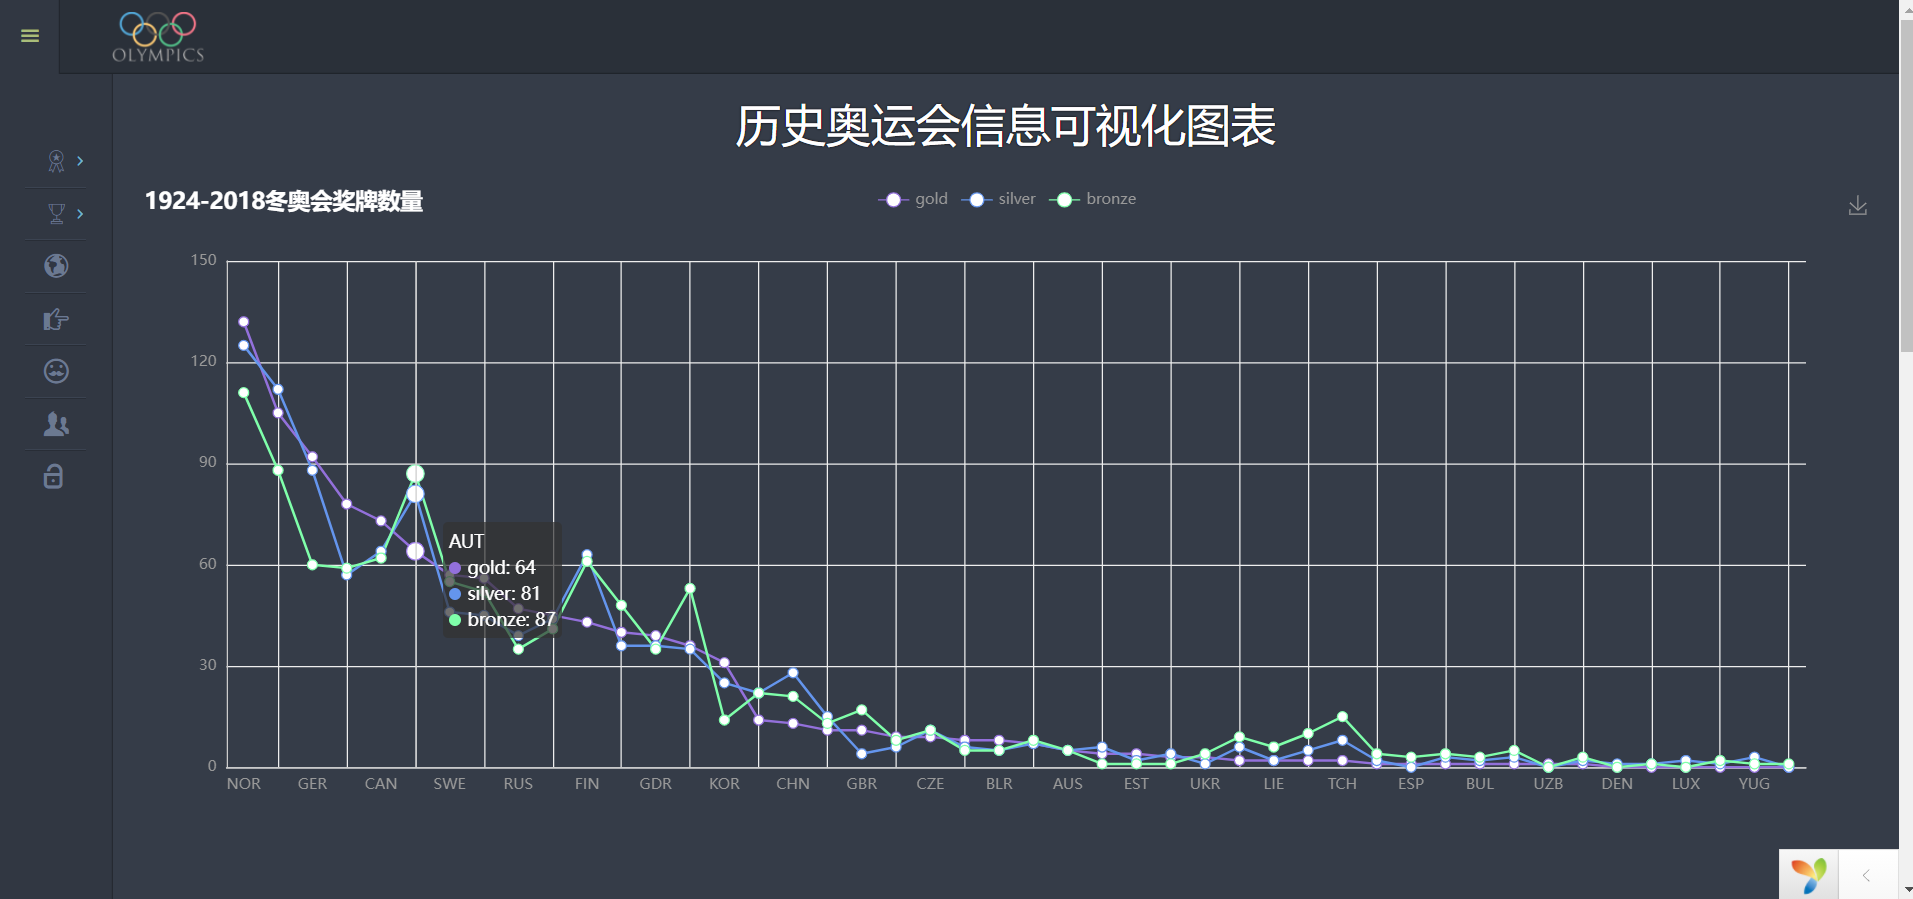 OLYMPICS
历史奥运会信息可视化图表
1924-2018冬奥会奖牌数量
gold silver bronze
150
120
90
60
30
0
AUT
gold: 64
silver: 81
bronze: 87
NOR GER CAN SWE RUS FIN GDR KOR CHN GBR CZE BLR AUS EST UKR LIE TCH ESP BUL UZB DEN LUX YUG